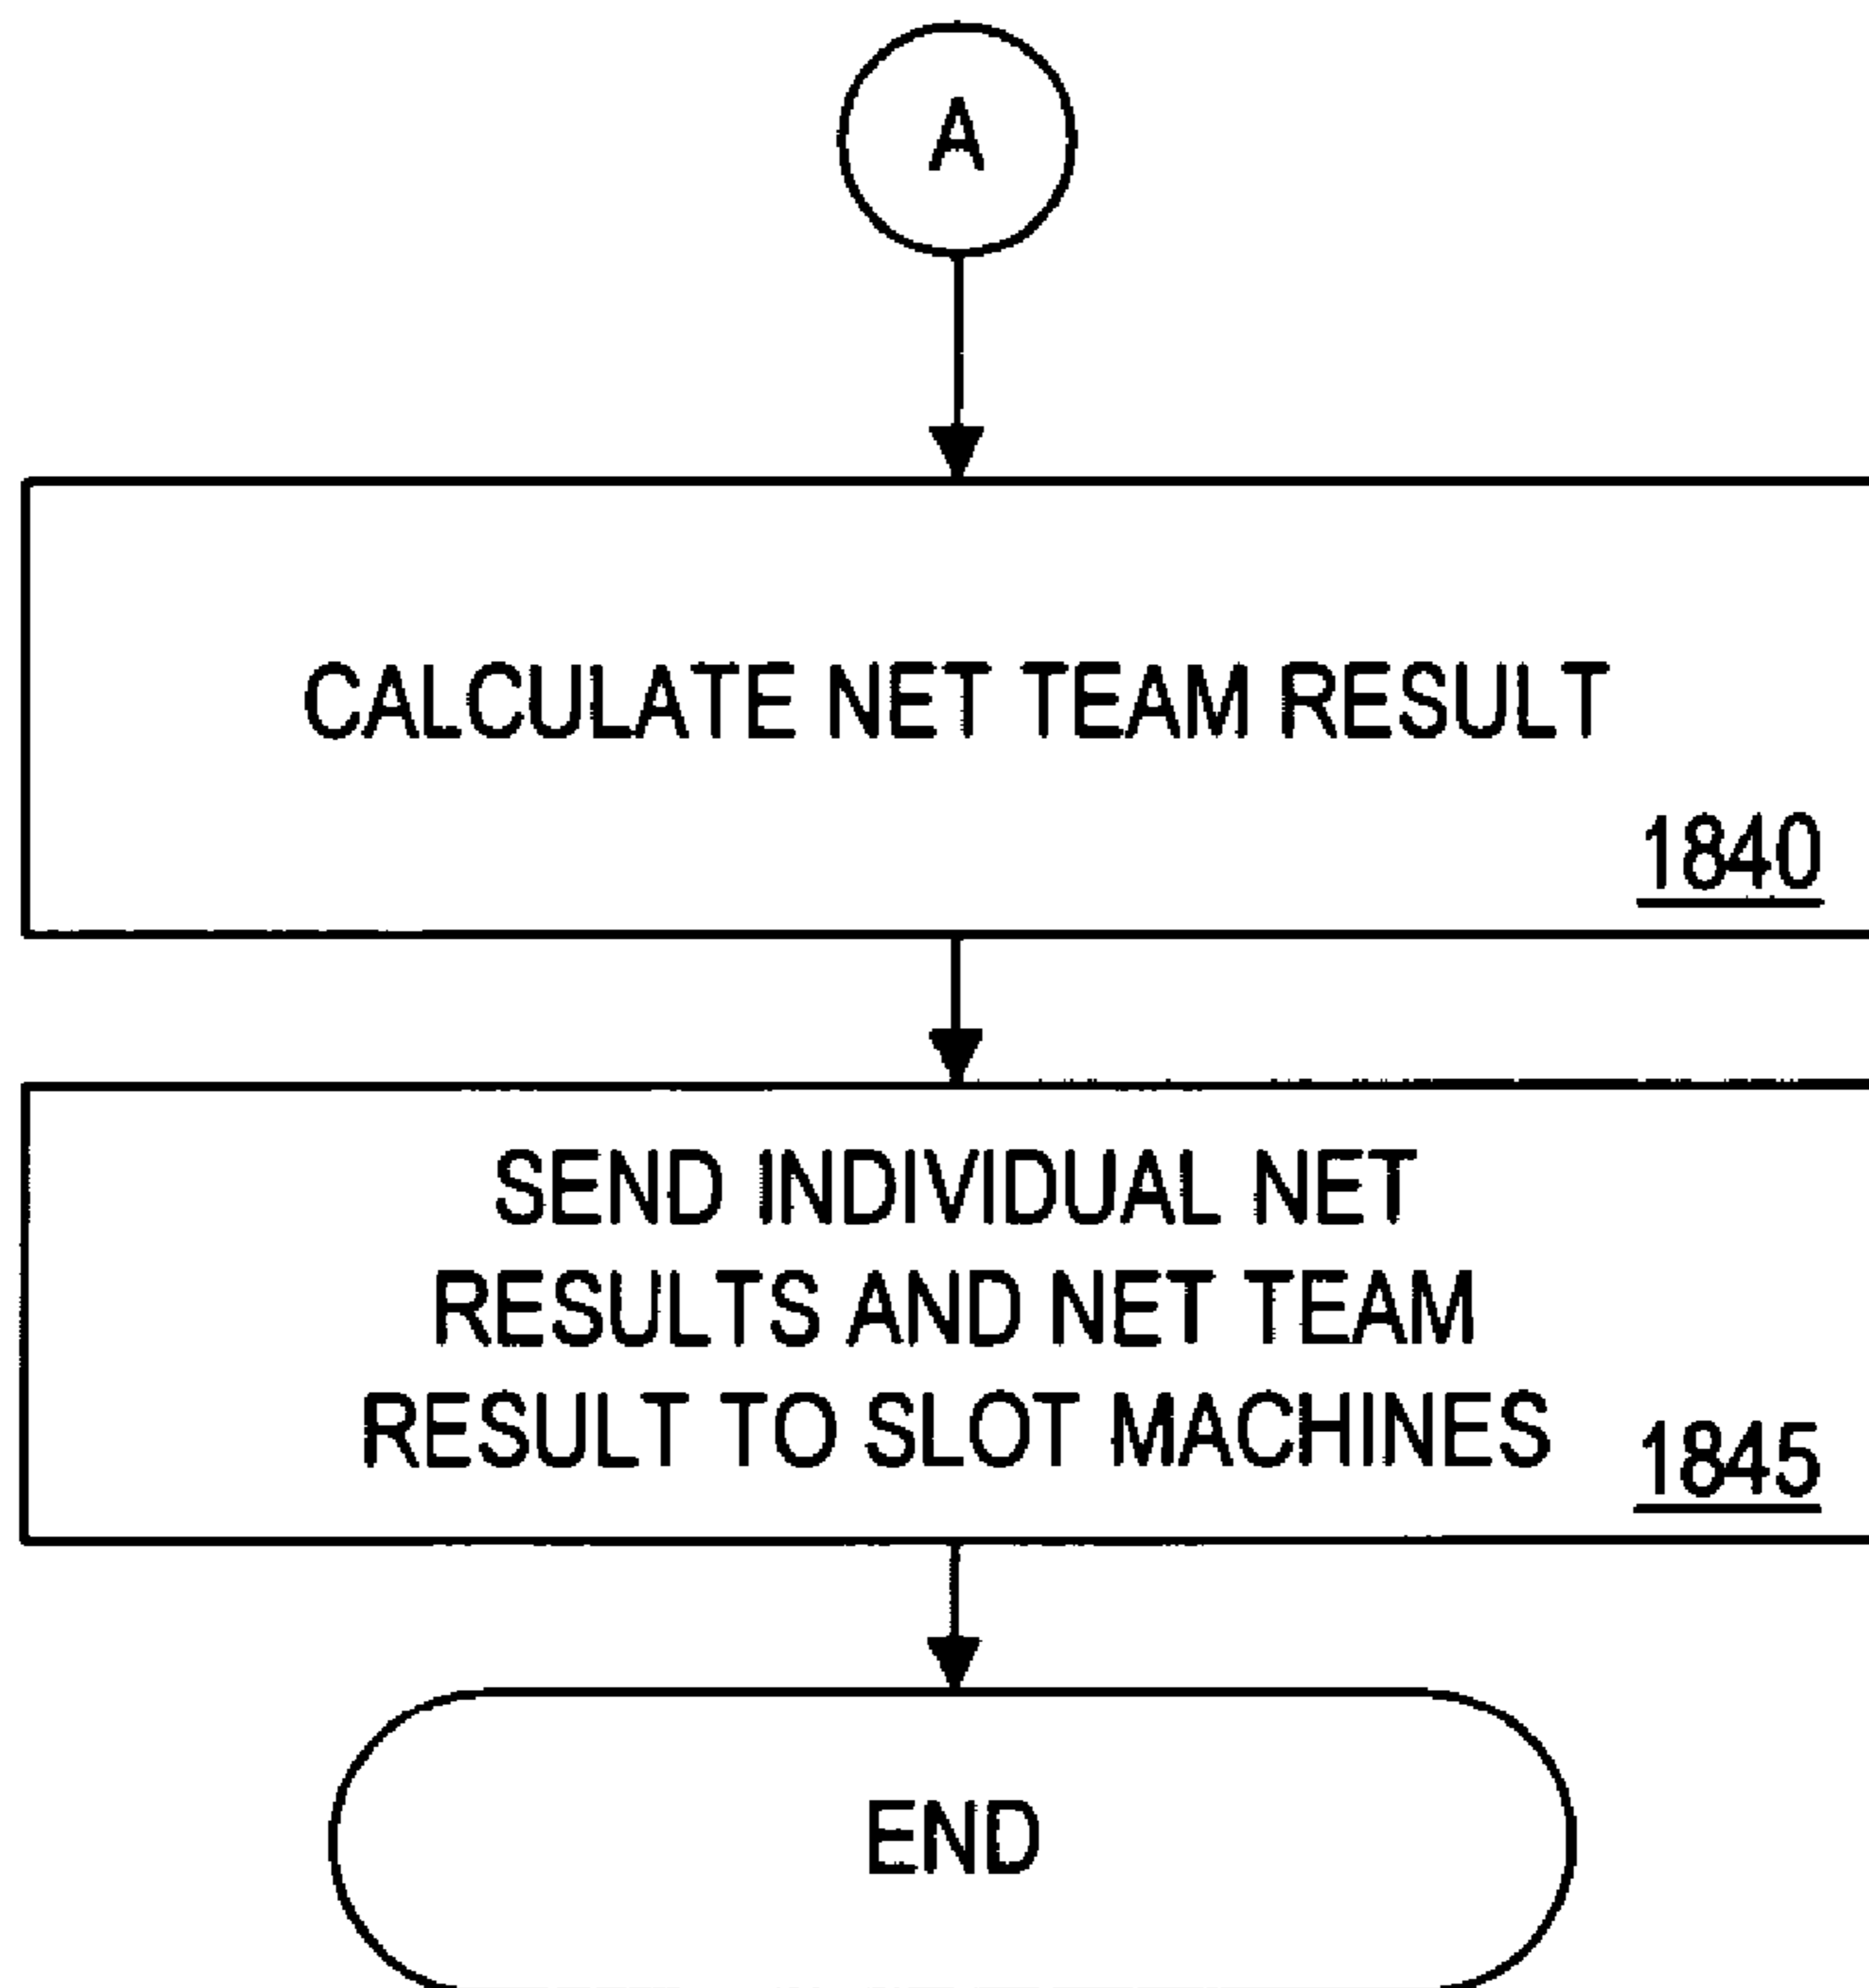 A
CALCULATE NET TEAM RESULT
1840
SEND INDIVIDUAL NET
RESULTS AND NET TEAM
RESULT TO SLOT MACHINES
1845
END